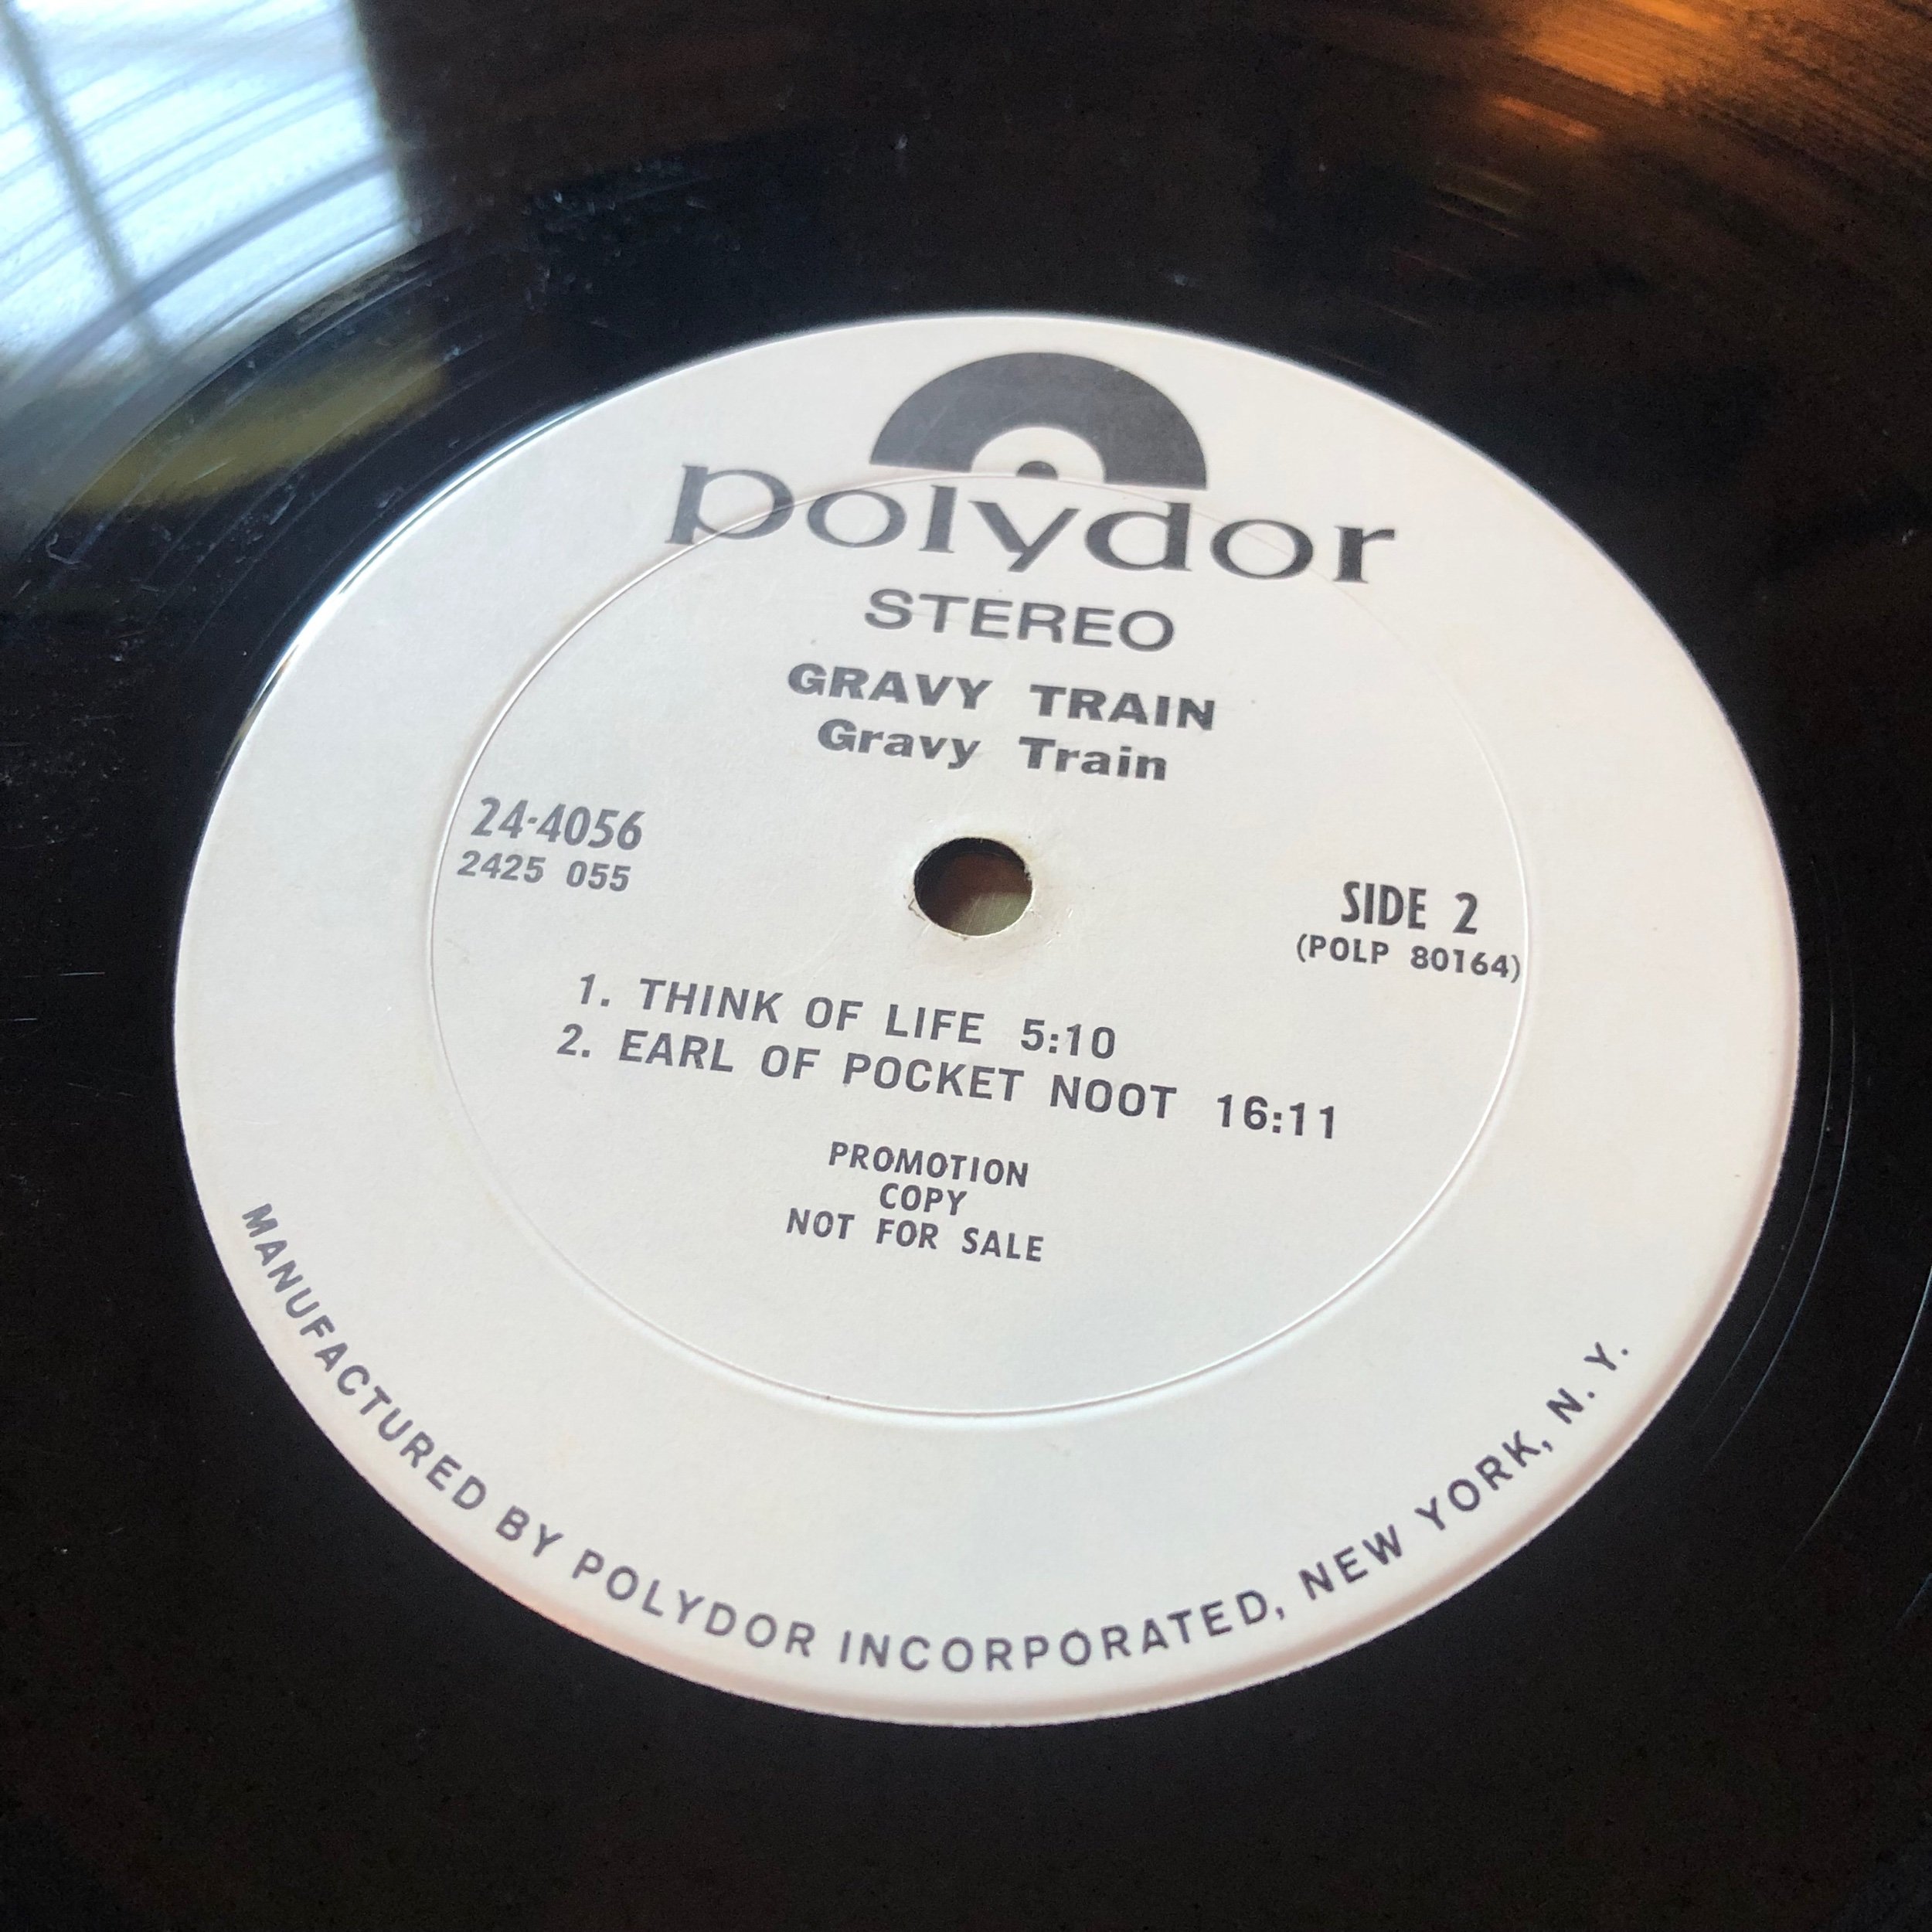 polydor
STEREO
GRAVY TRAIN
Gravy Train
24-4056
2425 055
SIDE 2
(POLP 80164)
1. THINK OF LIFE 5:10
2. EARL OF POCKET NOOT 16:11
PROMOTION
COPY
NOT FOR SALE
MANUFACTURED BY POLYDOR INCORPORATED, NEW YORK, N. Y.